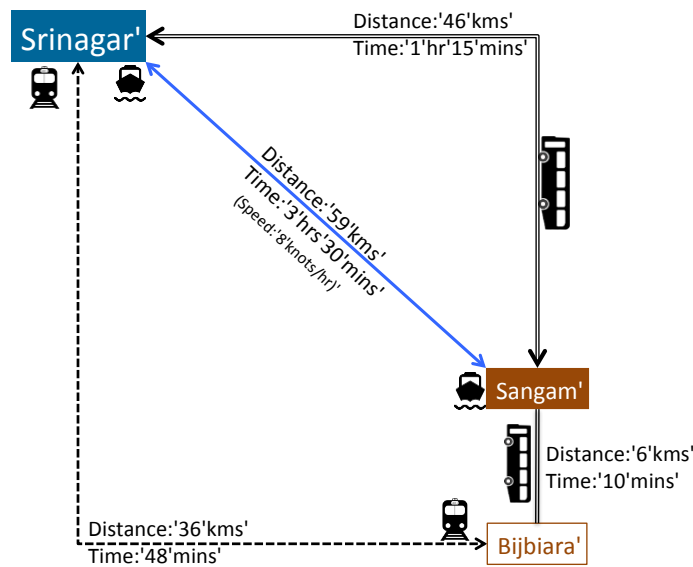 Srinagar'
Distance:'46'kms'
Time:'1'hr'15'mins'
Distance:'59'kms'
Time:'3'hrs'30'mins'
(Speed:'8'knots/hr)'
Sangam'
Distance:'6'kms'
Time:'10'mins'
Distance:'36'kms'
Time:'48'mins'
Bijbiara'